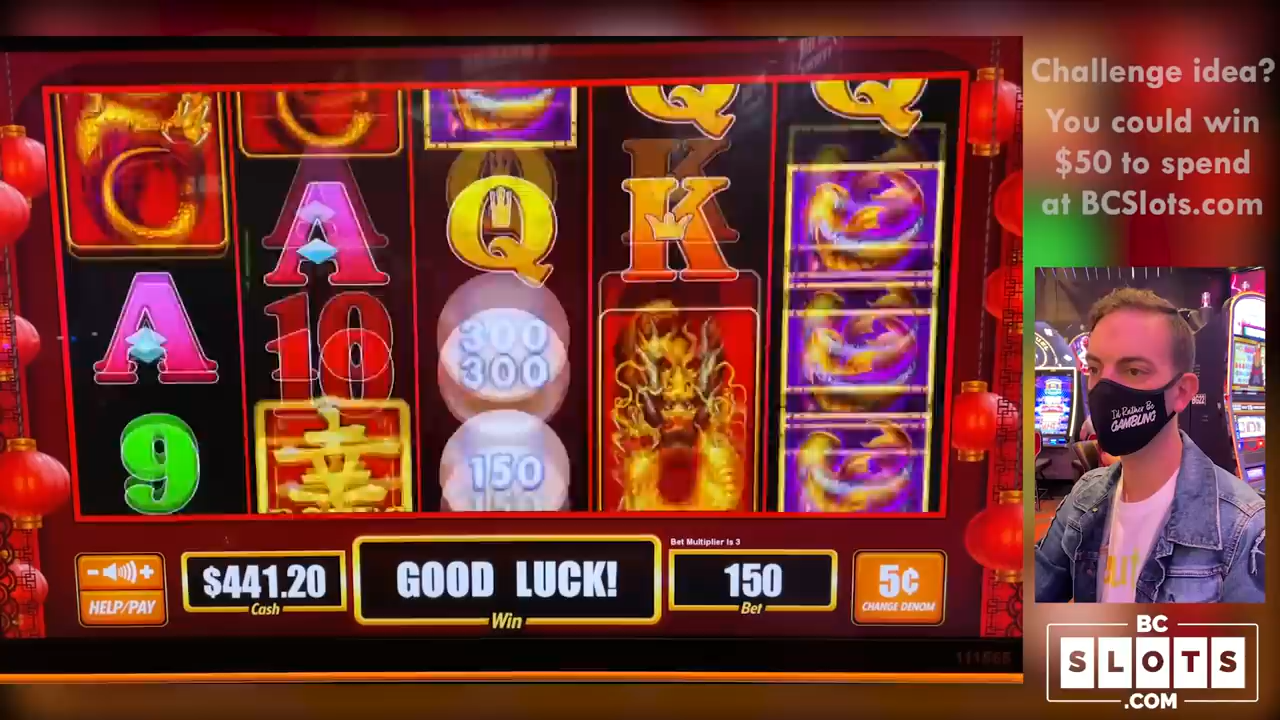 Challenge idea?
You could win
$50 to spend
at BCSlots.com
Q
Q
A
Q
K
A
10
300
300
9
150
I'd Rather Be
GAMBLING
Bet Multiplier Is 3
- +
HELP/PAY
$441.20
Cash
GOOD LUCK!
Win
150
Bet
5¢
CHANGE DENOM
BC
SLOTS
.COM